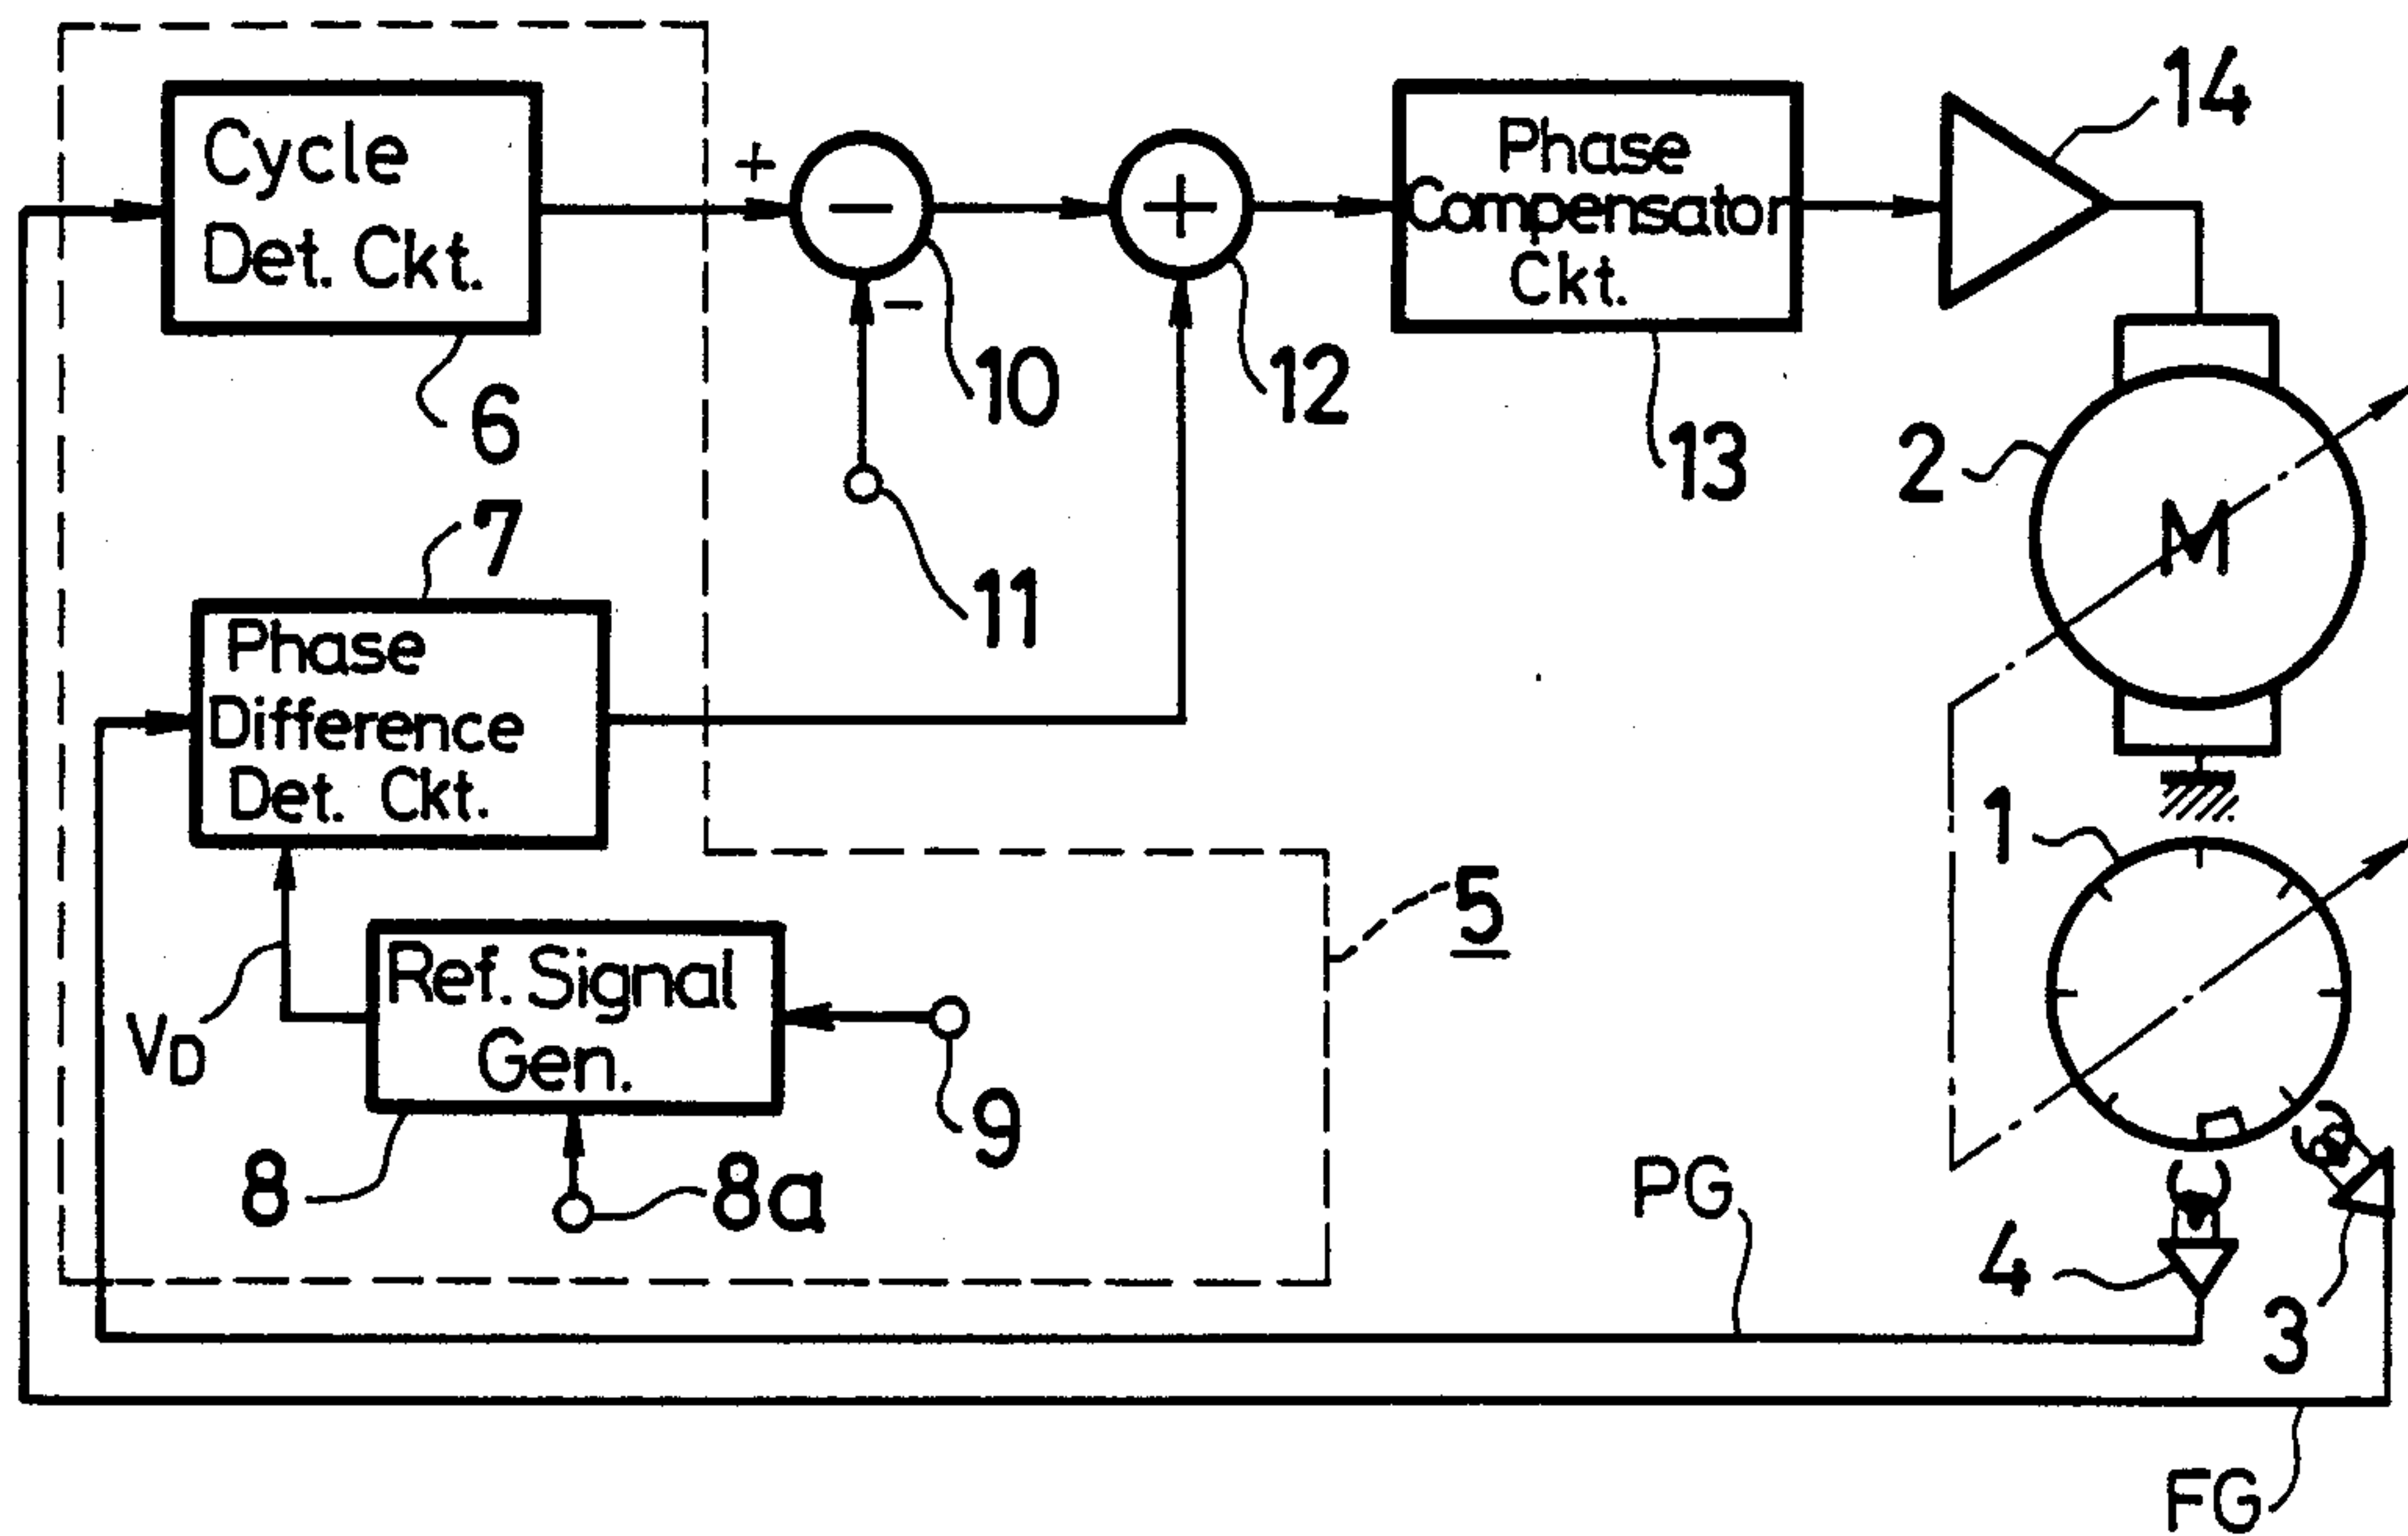 Cycle
Det. Ckt.
6
+
−
−
10
11
+
12
Phase
Compensator
Ckt.
13
14
2
M
7
Phase
Difference
Det. Ckt.
1
5
Ref. Signal
Gen.
VD
8
8a
9
PG
4
3
FG